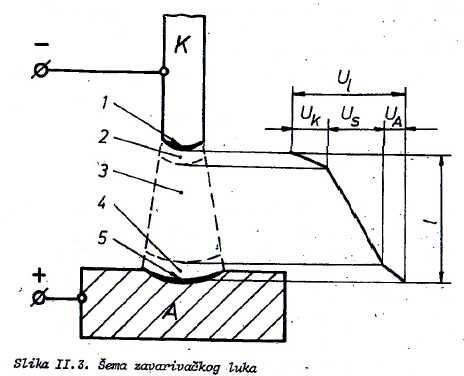 K
−
U_l
U_K U_S U_A
1
2
3
4
5
l
+
A
Slika II.3. Šema zavarivačkog luka